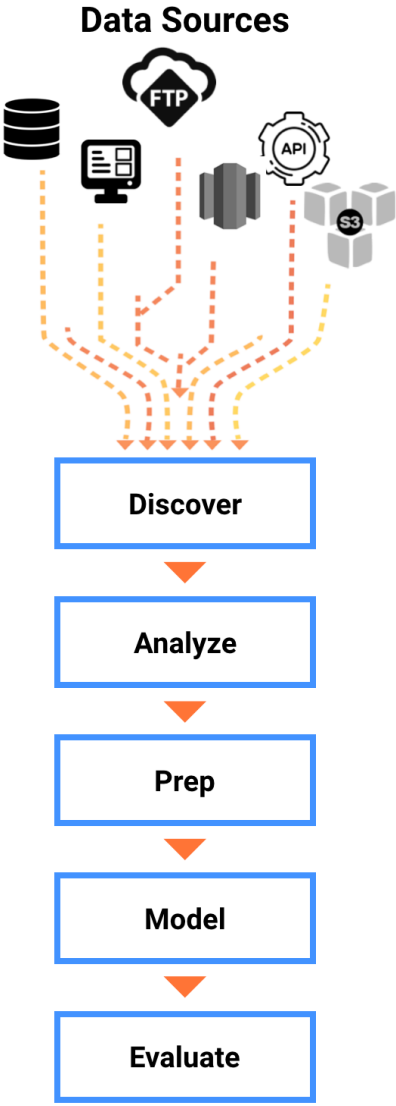 Data Sources
FTP
API
S3
Discover
Analyze
Prep
Model
Evaluate